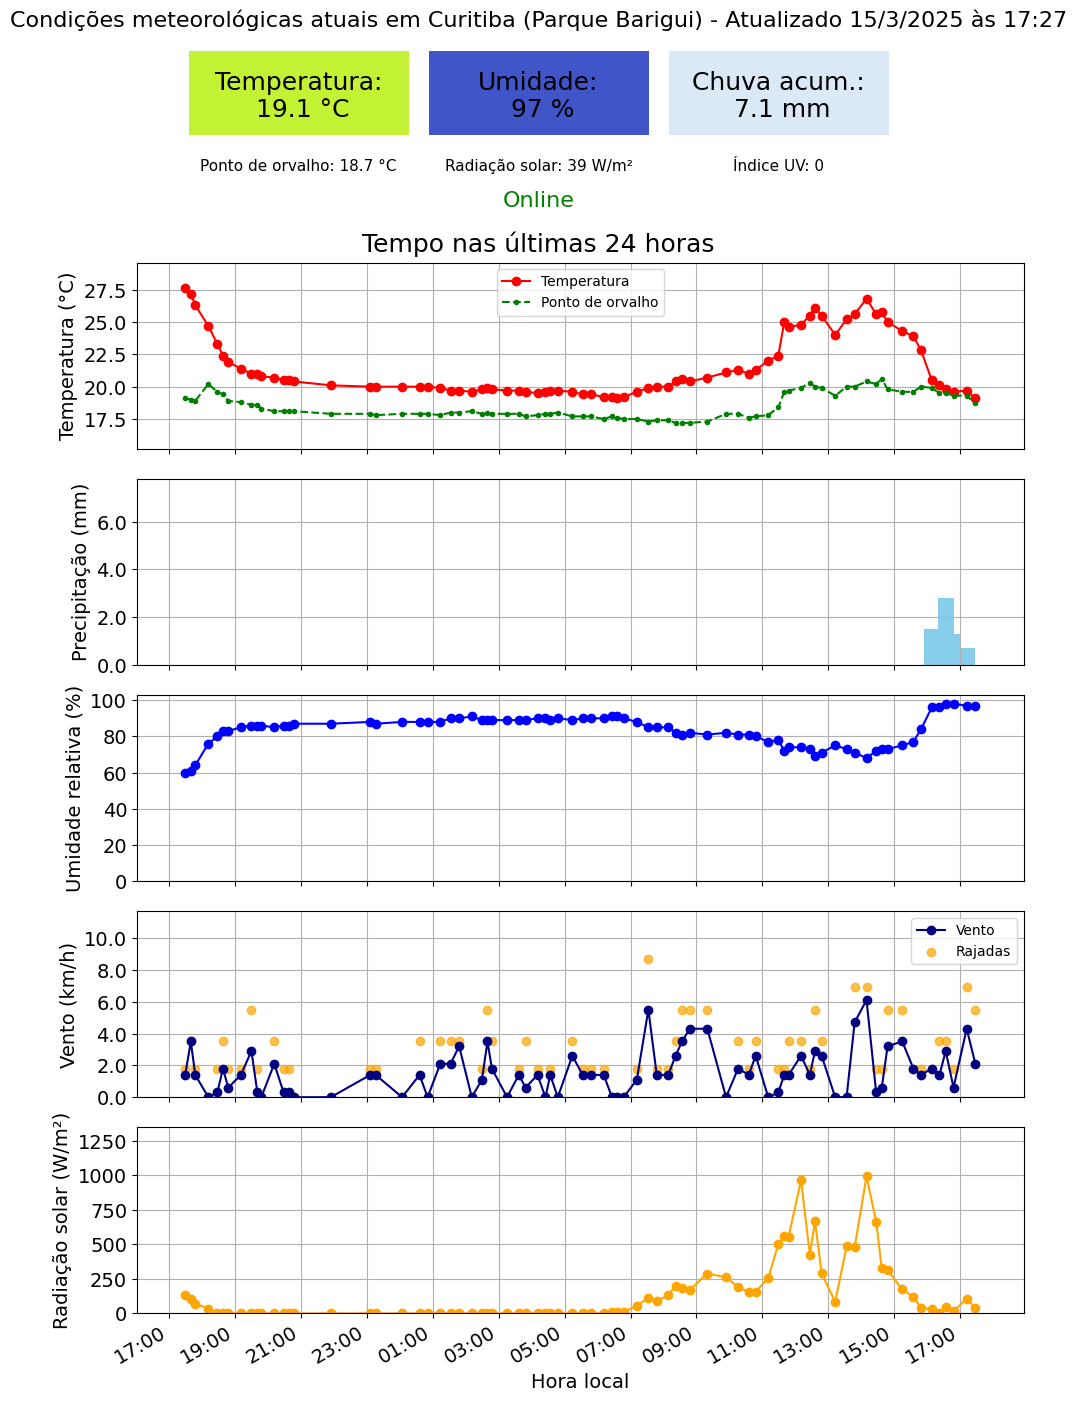 Condições meteorológicas atuais em Curitiba (Parque Barigui) - Atualizado 15/3/2025 às 17:27
Temperatura:
19.1 °C
Umidade:
97 %
Chuva acum.:
7.1 mm
Ponto de orvalho: 18.7 °C
Radiação solar: 39 W/m²
Índice UV: 0
Online
Tempo nas últimas 24 horas
Temperatura (°C)
27.5
25.0
22.5
20.0
17.5
Temperatura
Ponto de orvalho
Precipitação (mm)
6.0
4.0
2.0
0.0
Umidade relativa (%)
100
80
60
40
20
0
Vento (km/h)
10.0
8.0
6.0
4.0
2.0
0.0
Vento
Rajadas
Radiação solar (W/m²)
1250
1000
750
500
250
0
17:00
19:00
21:00
23:00
01:00
03:00
05:00
07:00
09:00
11:00
13:00
15:00
17:00
Hora local